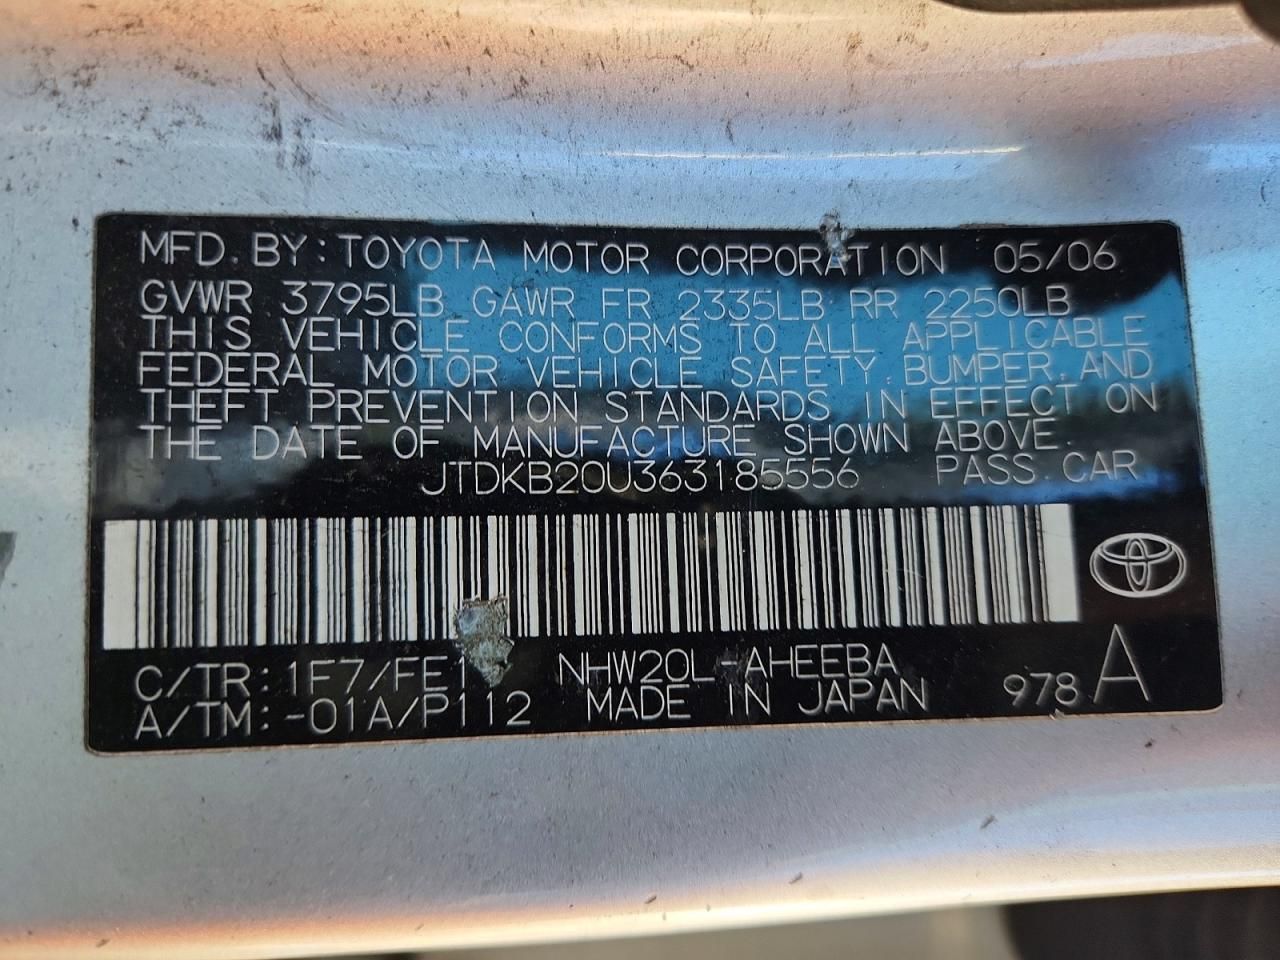 MFD. BY: TOYOTA MOTOR CORPORATION 05/06
GVWR 3795LB GAWR FR 2335LB RR 2250LB
THIS VEHICLE CONFORMS TO ALL APPLICABLE
FEDERAL MOTOR VEHICLE SAFETY, BUMPER, AND
THEFT PREVENTION STANDARDS IN EFFECT ON
THE DATE OF MANUFACTURE SHOWN ABOVE.
JTDKB20U363185556 PASS.CAR
C/TR: 1F7/FE1 NHW20L-AHEEBA
A/TM: -01A/P112 MADE IN JAPAN 978 A